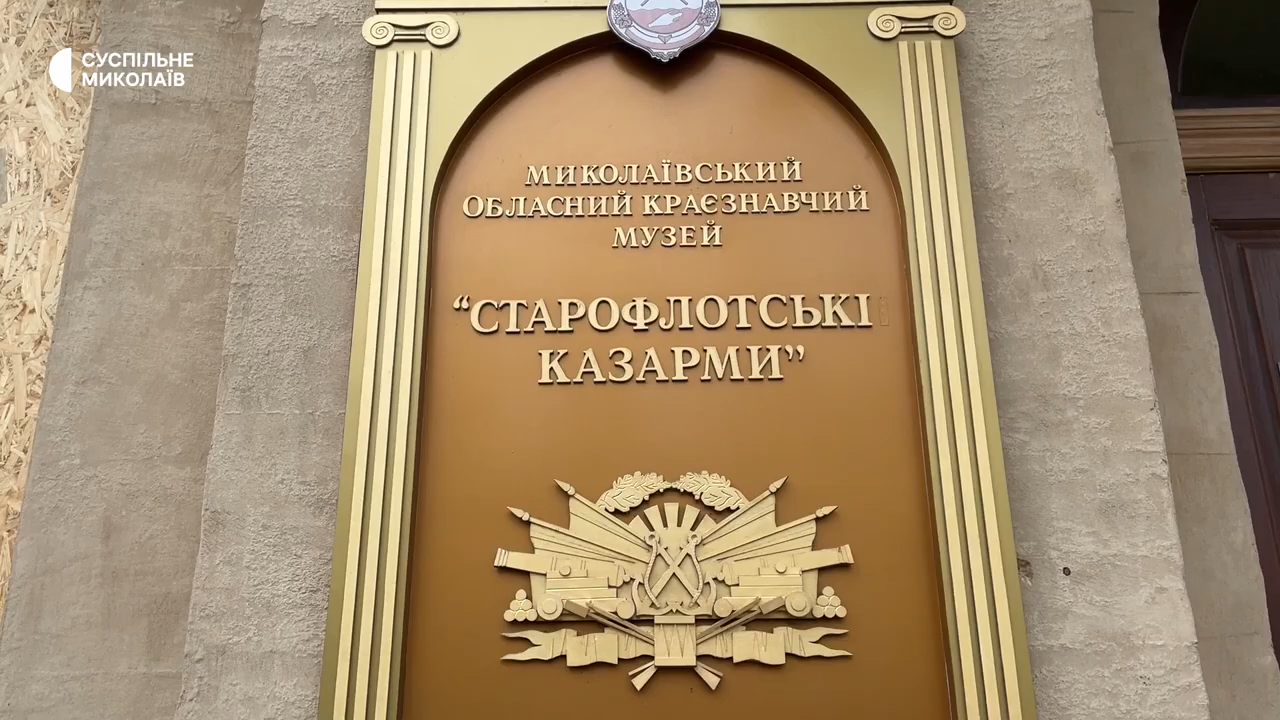 СУСПІЛЬНЕ
МИКОЛАЇВ
МИКОЛАЇВСЬКИЙ
ОБЛАСНИЙ КРАЄЗНАВЧИЙ
МУЗЕЙ
“СТАРОФЛОТСЬКІ
КАЗАРМИ”